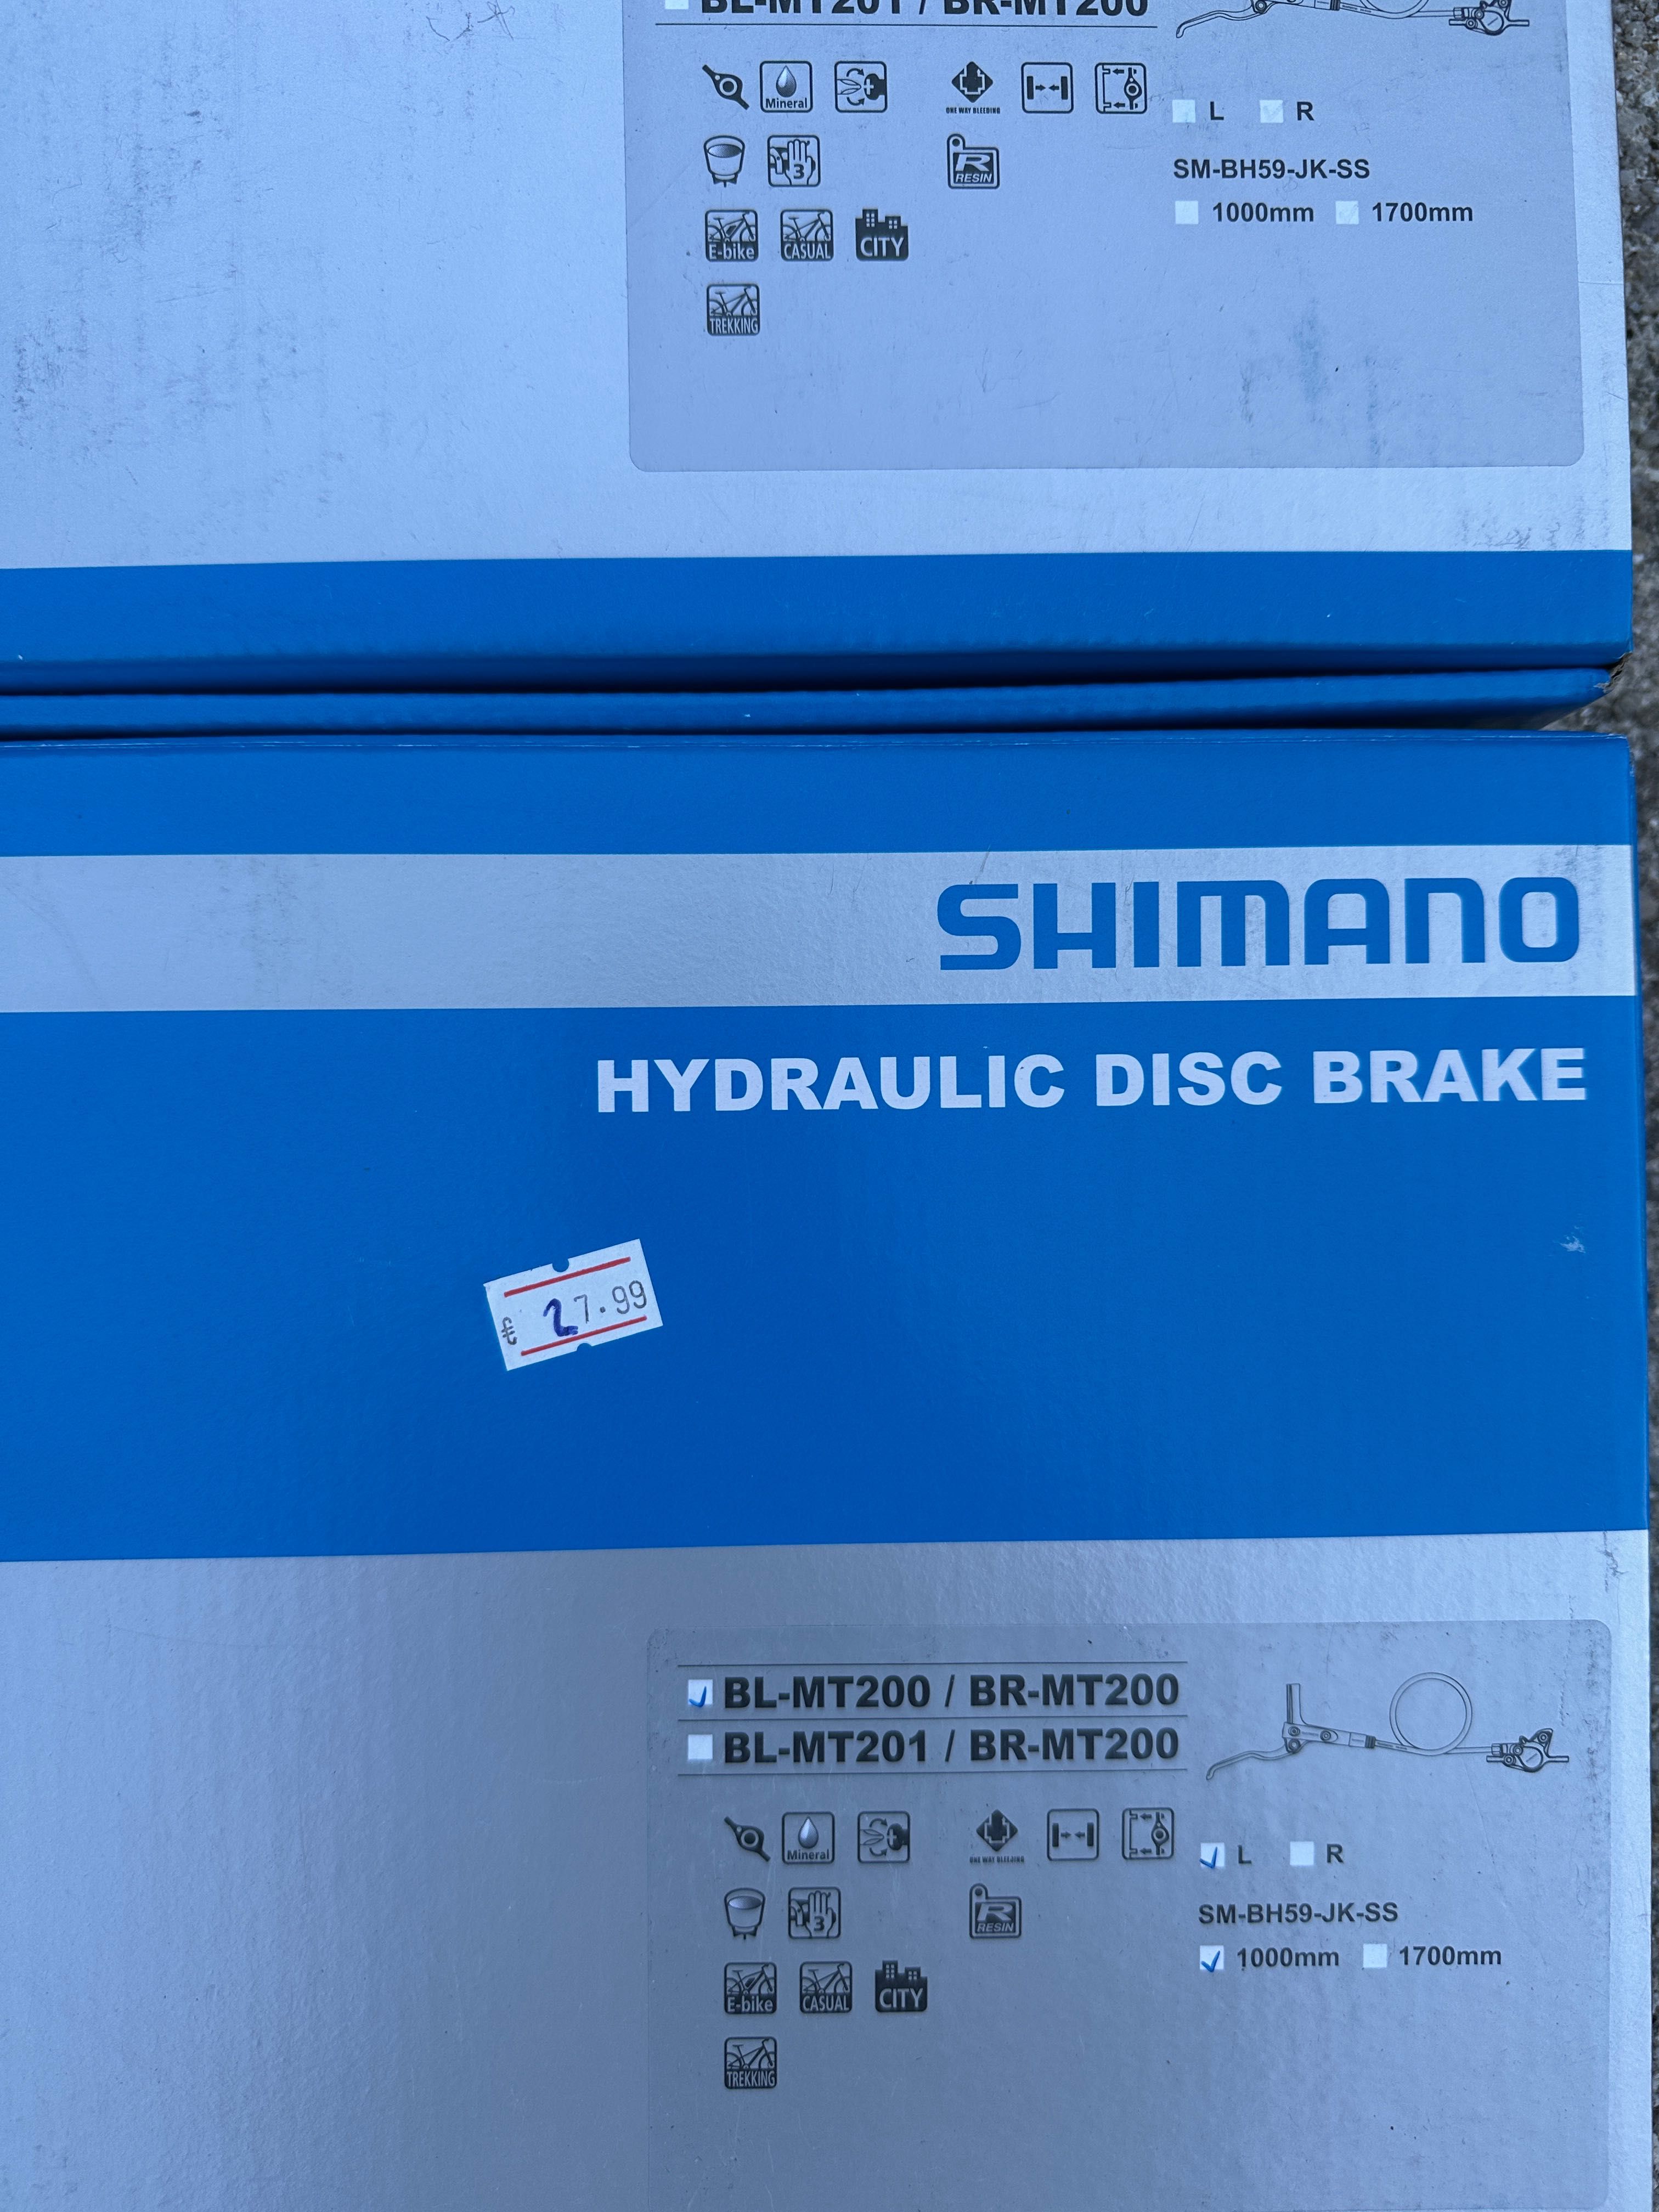 BL-MT201 / BR-MT200
Mineral
ONE WAY BLEEDING
L R
3
R
RESIN
SM-BH59-JK-SS
1000mm 1700mm
E-bike CASUAL CITY
TREKKING
SHIMANO
HYDRAULIC DISC BRAKE
£ 27.99
BL-MT200 / BR-MT200
BL-MT201 / BR-MT200
Mineral
ONE WAY BLEEDING
L R
3
R
RESIN
SM-BH59-JK-SS
1000mm 1700mm
E-bike CASUAL CITY
TREKKING